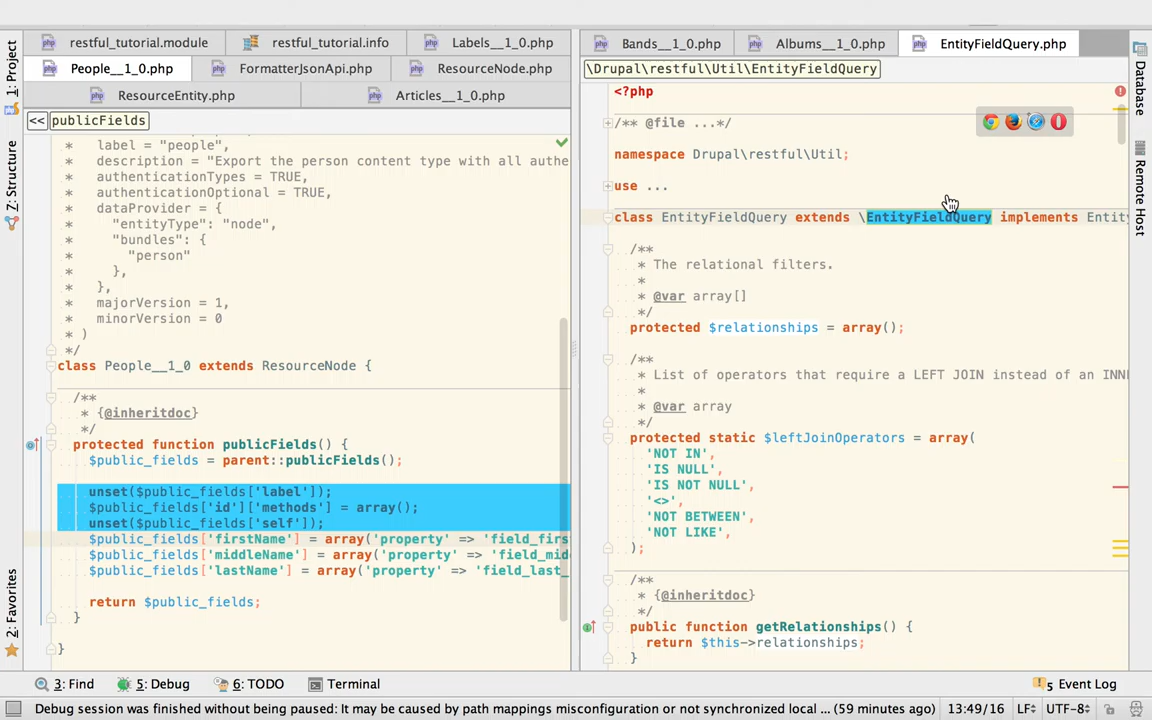 restful_tutorial.module
restful_tutorial.info
Labels__1_0.php
People__1_0.php
FormatterJsonApi.php
ResourceNode.php
ResourceEntity.php
Articles__1_0.php
<< publicFields
* label = "people",
* description = "Export the person content type with all authe
* authenticationTypes = TRUE,
* authenticationOptional = TRUE,
* dataProvider = {
* "entityType": "node",
* "bundles": {
* "person"
* },
* },
* majorVersion = 1,
* minorVersion = 0
* )
*/
class People__1_0 extends ResourceNode {
/**
* {@inheritdoc}
*/
protected function publicFields() {
$public_fields = parent::publicFields();
unset($public_fields['label']);
$public_fields['id']['methods'] = array();
unset($public_fields['self']);
$public_fields['firstName'] = array('property' => 'field_firs
$public_fields['middleName'] = array('property' => 'field_mid
$public_fields['lastName'] = array('property' => 'field_last_
return $public_fields;
}
}
Bands__1_0.php
Albums__1_0.php
EntityFieldQuery.php
\Drupal\restful\Util\EntityFieldQuery
<?php
/** @file ...*/
namespace Drupal\restful\Util;
use ...
class EntityFieldQuery extends \EntityFieldQuery implements Entity
/**
* The relational filters.
*
* @var array[]
*/
protected $relationships = array();
/**
* List of operators that require a LEFT JOIN instead of an INN
*
* @var array
*/
protected static $leftJoinOperators = array(
'NOT IN',
'IS NULL',
'IS NOT NULL',
'<>',
'NOT BETWEEN',
'NOT LIKE',
);
/**
* {@inheritdoc}
*/
public function getRelationships() {
return $this->relationships;
}
1: Project
7: Structure
2: Favorites
Database
Remote Host
3: Find
5: Debug
6: TODO
Terminal
5 Event Log
Debug session was finished without being paused: It may be caused by path mappings misconfiguration or not synchronized local ... (59 minutes ago)
13:49/16
LF
UTF-8